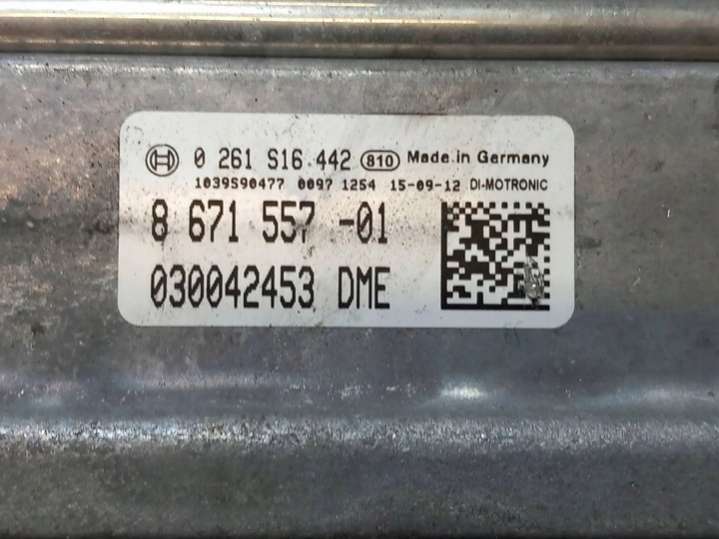 0 261 S16 442 810 Made in Germany
1039S90477 0097 1254 15-09-12 DI-MOTRONIC
8 671 557 -01
030042453 DME